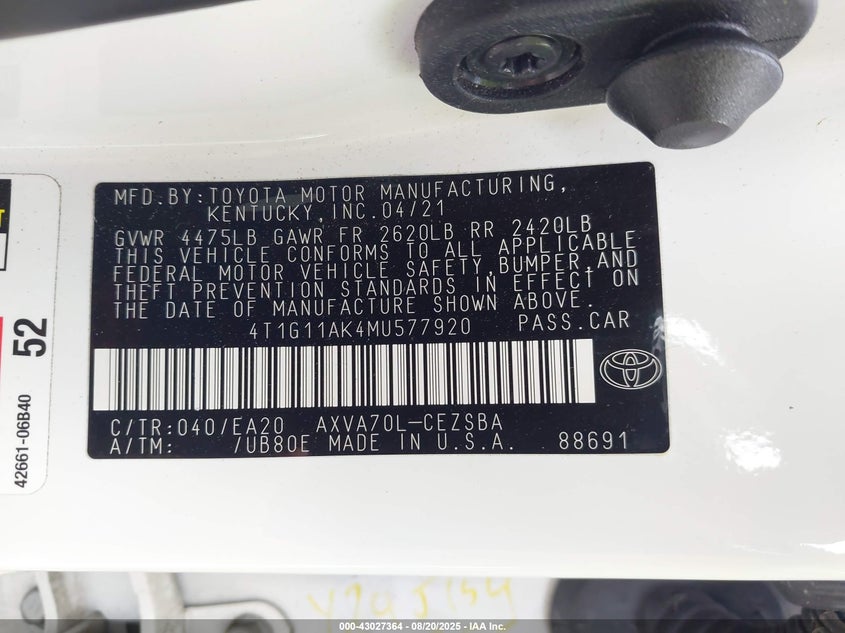 MFD.BY:TOYOTA MOTOR MANUFACTURING,
KENTUCKY,INC.04/21
GVWR 4475LB GAWR FR 2620LB RR 2420LB
THIS VEHICLE CONFORMS TO ALL APPLICABLE
FEDERAL MOTOR VEHICLE SAFETY,BUMPER,AND
THEFT PREVENTION STANDARDS IN EFFECT ON
THE DATE OF MANUFACTURE SHOWN ABOVE.
4T1G11AK4MU577920 PASS.CAR
C/TR:040/EA20 AXVA70L-CEZSBA
A/TM: /UB80E MADE IN U.S.A. 88691
52
42661-06B40
000-43027364 - 08/20/2025 - IAA Inc.